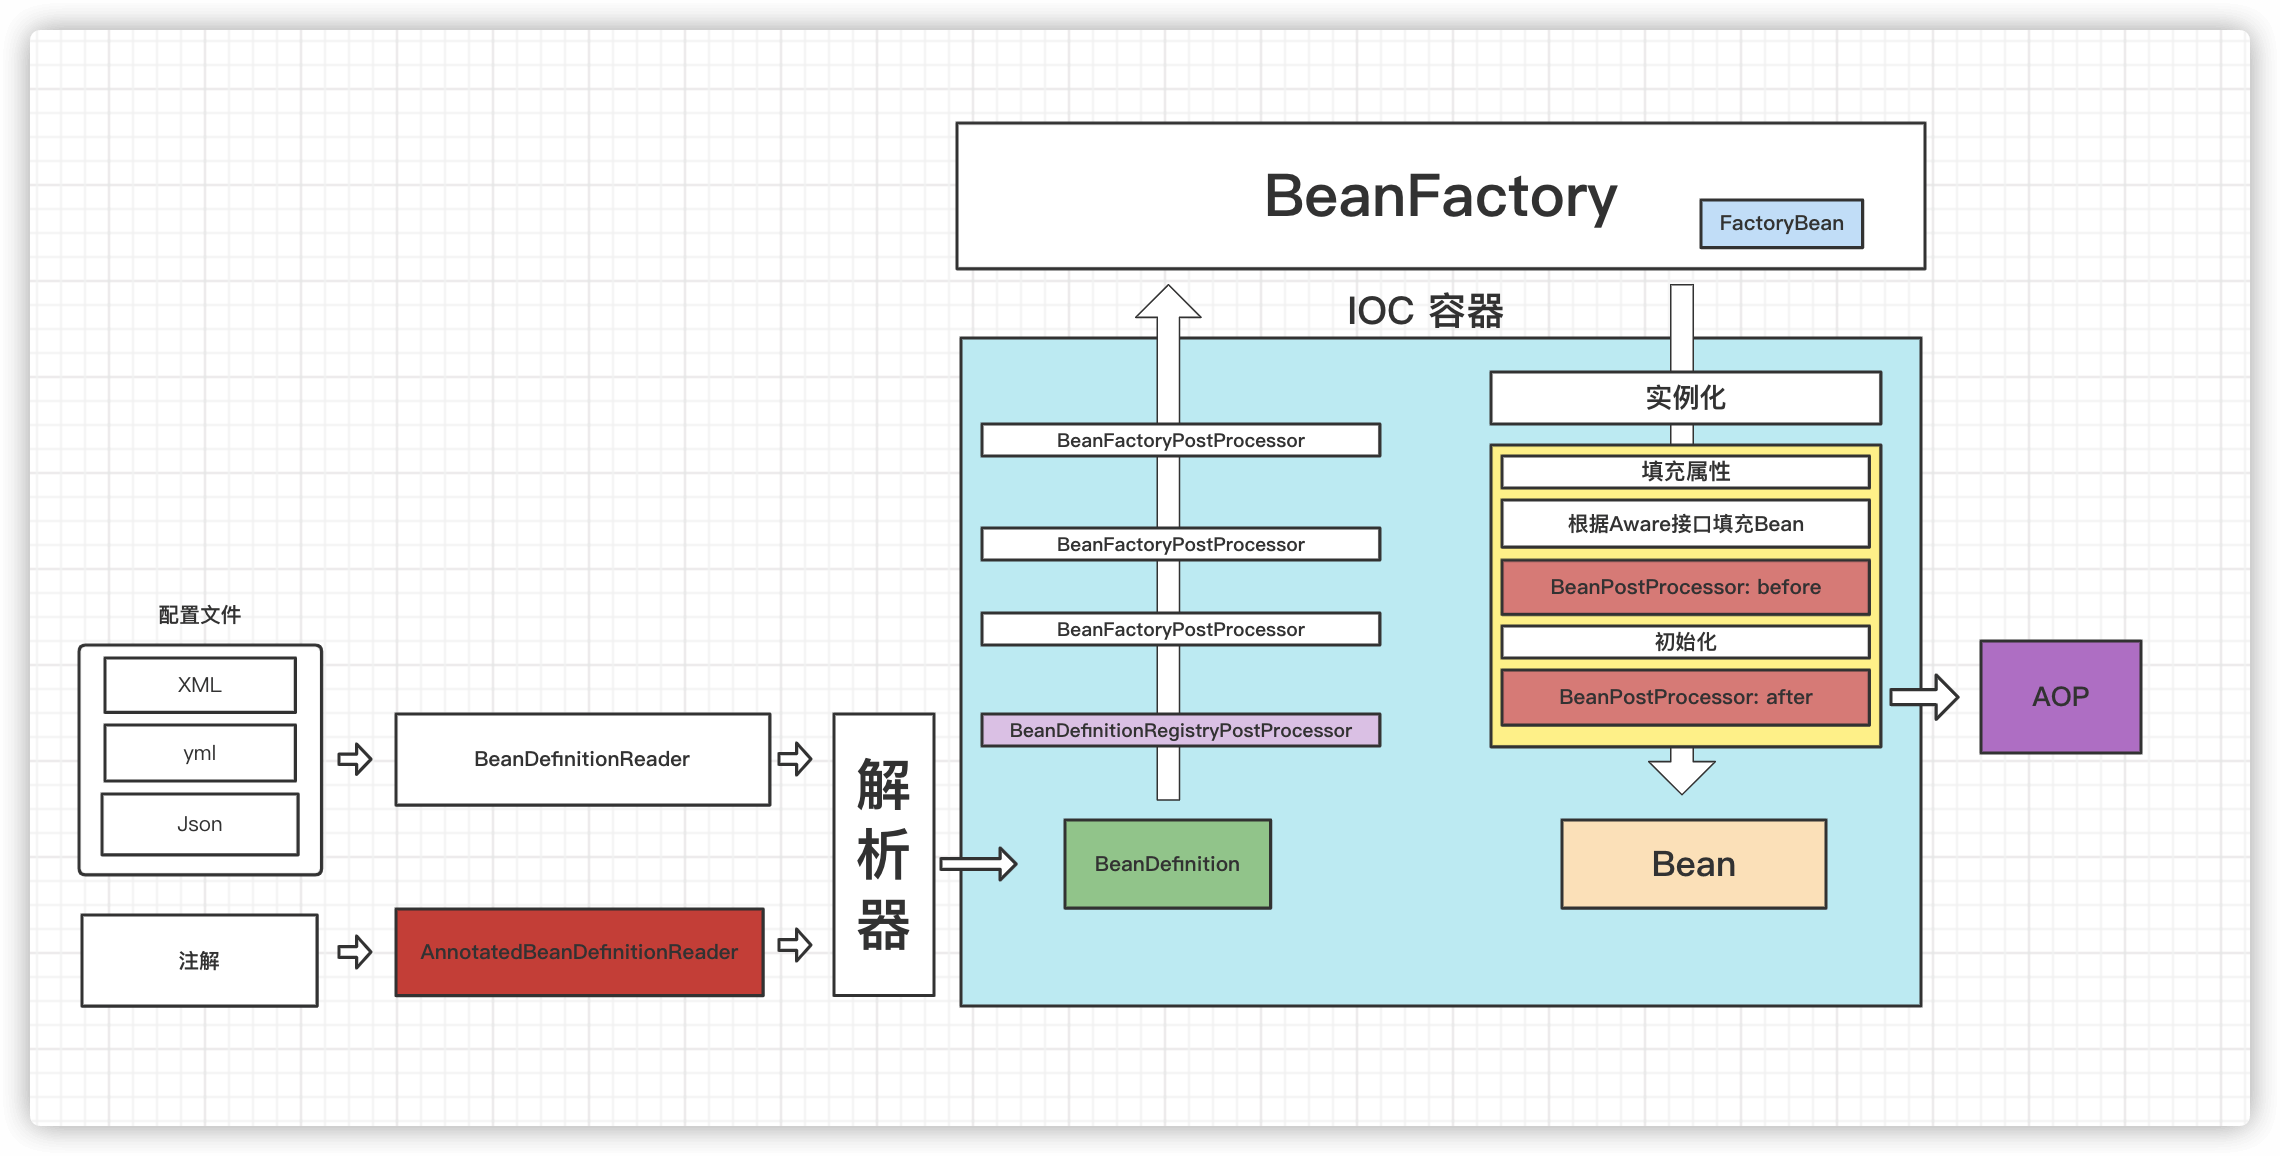 BeanFactory
FactoryBean
IOC 容器
配置文件
XML
yml
Json
注解
BeanDefinitionReader
AnnotatedBeanDefinitionReader
解
析
器
BeanFactoryPostProcessor
BeanFactoryPostProcessor
BeanFactoryPostProcessor
BeanDefinitionRegistryPostProcessor
BeanDefinition
实例化
填充属性
根据Aware接口填充Bean
BeanPostProcessor: before
初始化
BeanPostProcessor: after
Bean
AOP